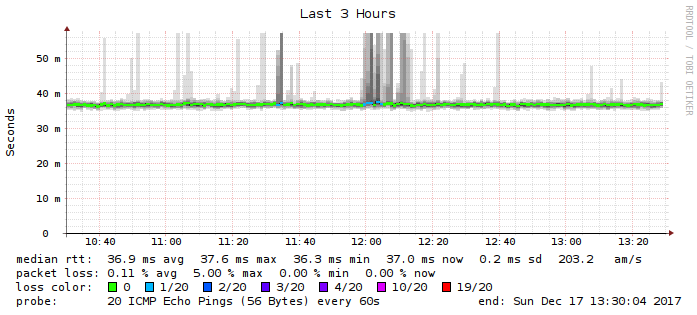 Last 3 Hours
RRDTOOL / TOBI OETIKER
Seconds
50 m
40 m
30 m
20 m
10 m
0
10:40 11:00 11:20 11:40 12:00 12:20 12:40 13:00 13:20
median rtt: 36.9 ms avg 37.6 ms max 36.3 ms min 37.0 ms now 0.2 ms sd 203.2 am/s
packet loss: 0.11 % avg 5.00 % max 0.00 % min 0.00 % now
loss color: 0 1/20 2/20 3/20 4/20 10/20 19/20
probe: 20 ICMP Echo Pings (56 Bytes) every 60s end: Sun Dec 17 13:30:04 2017